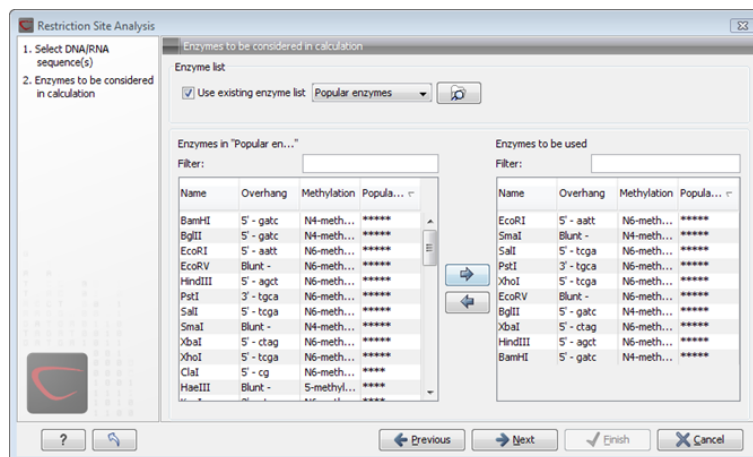 Restriction Site Analysis
1. Select DNA/RNA
sequence(s)
2. Enzymes to be considered
in calculation
Enzymes to be considered in calculation
Enzyme list
Use existing enzyme list Popular enzymes
Enzymes in "Popular en..."
Filter:
Name Overhang Methylation Popula...
BamHI 5' - gatc N4-meth... *****
BglII 5' - gatc N4-meth... *****
EcoRI 5' - aatt N6-meth... *****
EcoRV Blunt - N6-meth... *****
HindIII 5' - agct N6-meth... *****
PstI 3' - tgca N6-meth... *****
SalI 5' - tcga N6-meth... *****
SmaI Blunt - N4-meth... *****
XbaI 5' - ctag N6-meth... *****
XhoI 5' - tcga N6-meth... *****
ClaI 5' - cg N6-meth... ****
HaeIII Blunt - 5-methyl... ****
Enzymes to be used
Filter:
Name Overhang Methylation Popula...
EcoRI 5' - aatt N6-meth... *****
SmaI Blunt - N4-meth... *****
SalI 5' - tcga N6-meth... *****
PstI 3' - tgca N6-meth... *****
XhoI 5' - tcga N6-meth... *****
EcoRV Blunt - N6-meth... *****
BglII 5' - gatc N4-meth... *****
XbaI 5' - ctag N6-meth... *****
HindIII 5' - agct N6-meth... *****
BamHI 5' - gatc N4-meth... *****
? Previous Next Finish Cancel